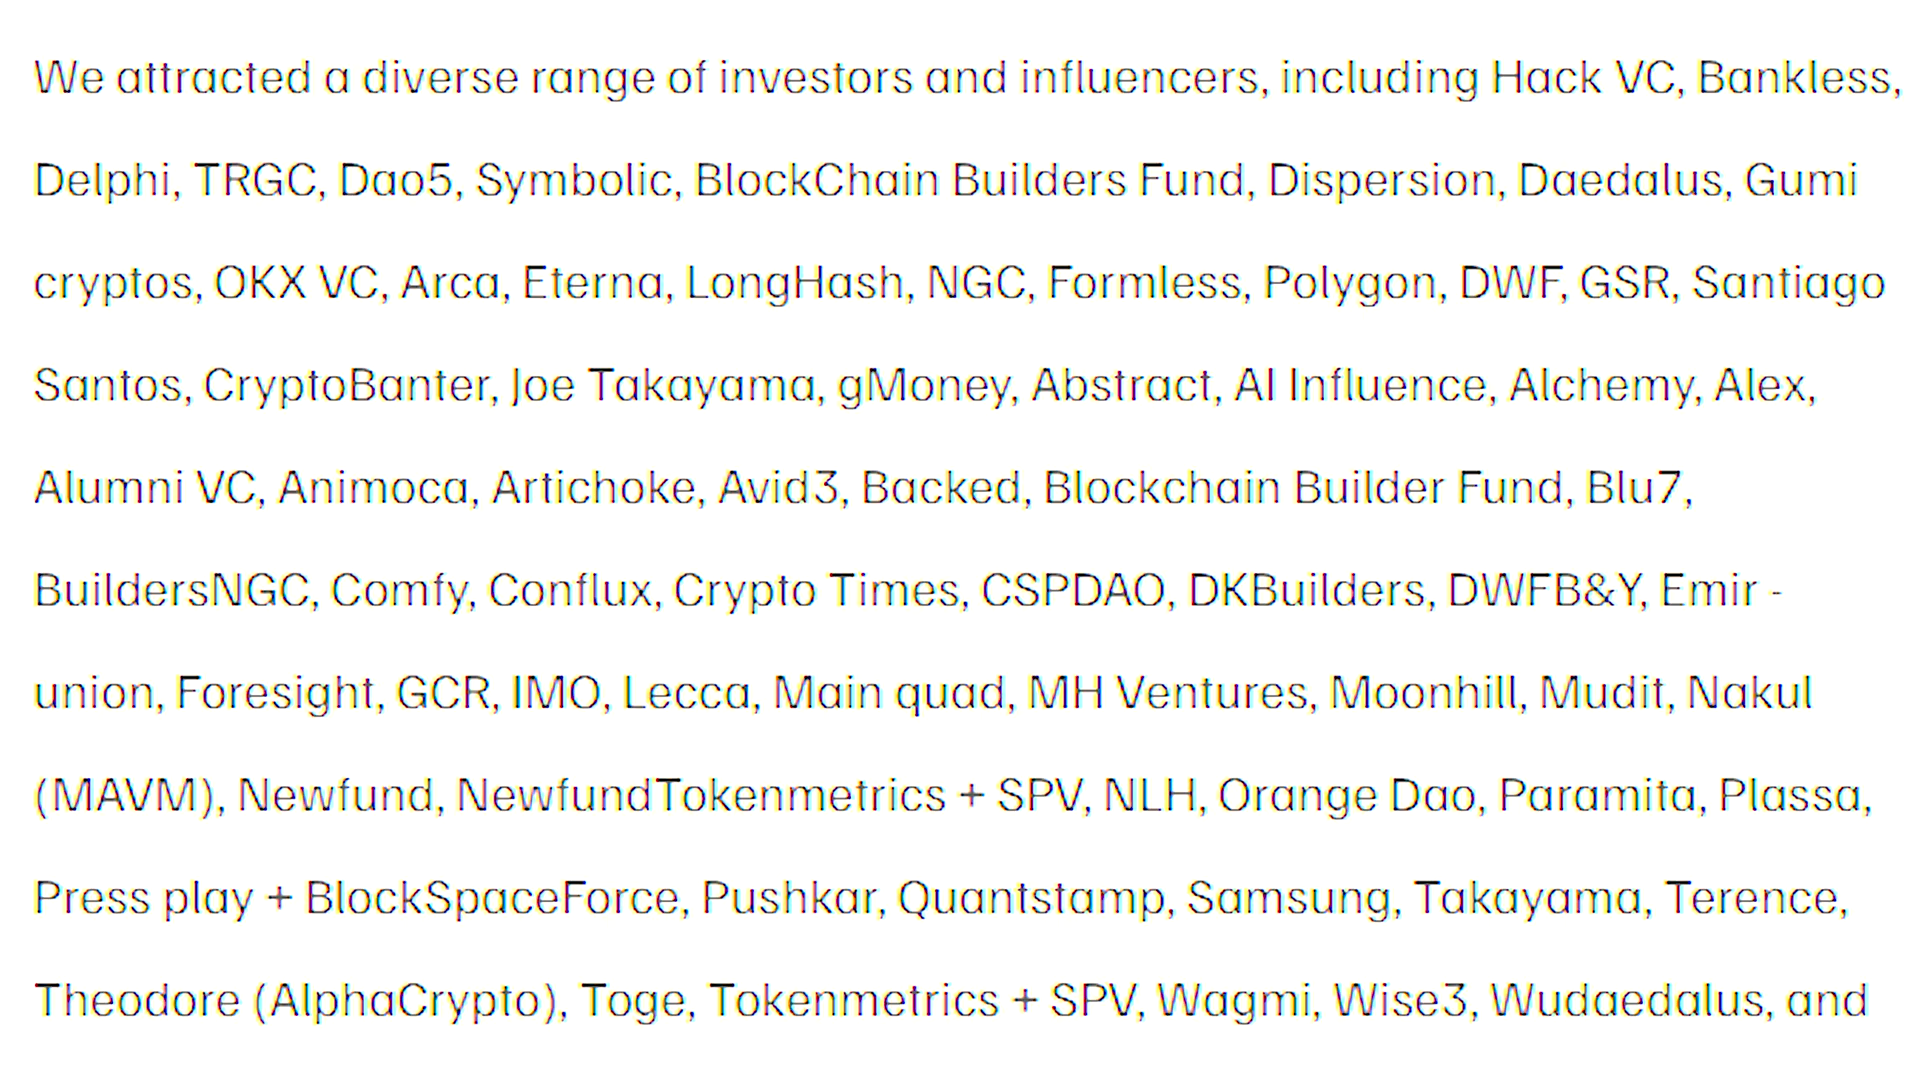 We attracted a diverse range of investors and influencers, including Hack VC, Bankless,
Delphi, TRGC, Dao5, Symbolic, BlockChain Builders Fund, Dispersion, Daedalus, Gumi
cryptos, OKX VC, Arca, Eterna, LongHash, NGC, Formless, Polygon, DWF, GSR, Santiago
Santos, CryptoBanter, Joe Takayama, gMoney, Abstract, AI Influence, Alchemy, Alex,
Alumni VC, Animoca, Artichoke, Avid3, Backed, Blockchain Builder Fund, Blu7,
BuildersNGC, Comfy, Conflux, Crypto Times, CSPDAO, DKBuilders, DWFB&Y, Emir -
union, Foresight, GCR, IMO, Lecca, Main quad, MH Ventures, Moonhill, Mudit, Nakul
(MAVM), Newfund, NewfundTokenmetrics + SPV, NLH, Orange Dao, Paramita, Plassa,
Press play + BlockSpaceForce, Pushkar, Quantstamp, Samsung, Takayama, Terence,
Theodore (AlphaCrypto), Toge, Tokenmetrics + SPV, Wagmi, Wise3, Wudaedalus, and